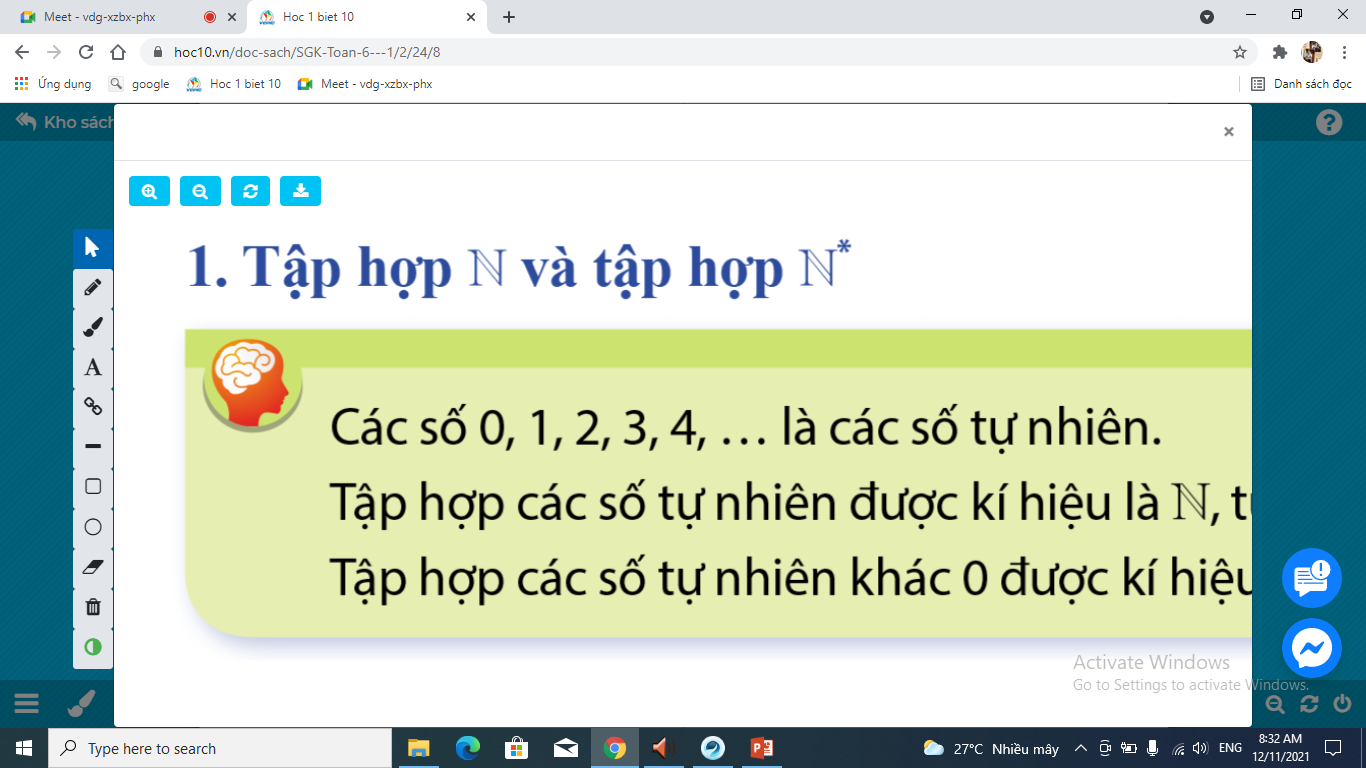 Meet - vdg-xzbx-phx
Hoc 1 biet 10
hoc10.vn/doc-sach/SGK-Toan-6---1/2/24/8
Ứng dụng google Hoc 1 biet 10 Meet - vdg-xzbx-phx Danh sách đọc
Kho sách
1. Tập hợp ℕ và tập hợp ℕ*
Các số 0, 1, 2, 3, 4, … là các số tự nhiên.
Tập hợp các số tự nhiên được kí hiệu là ℕ,
Tập hợp các số tự nhiên khác 0 được kí hiệu
Activate Windows
Go to Settings to activate Windows.
Type here to search
27°C Nhiều mây
ENG
8:32 AM
12/11/2021